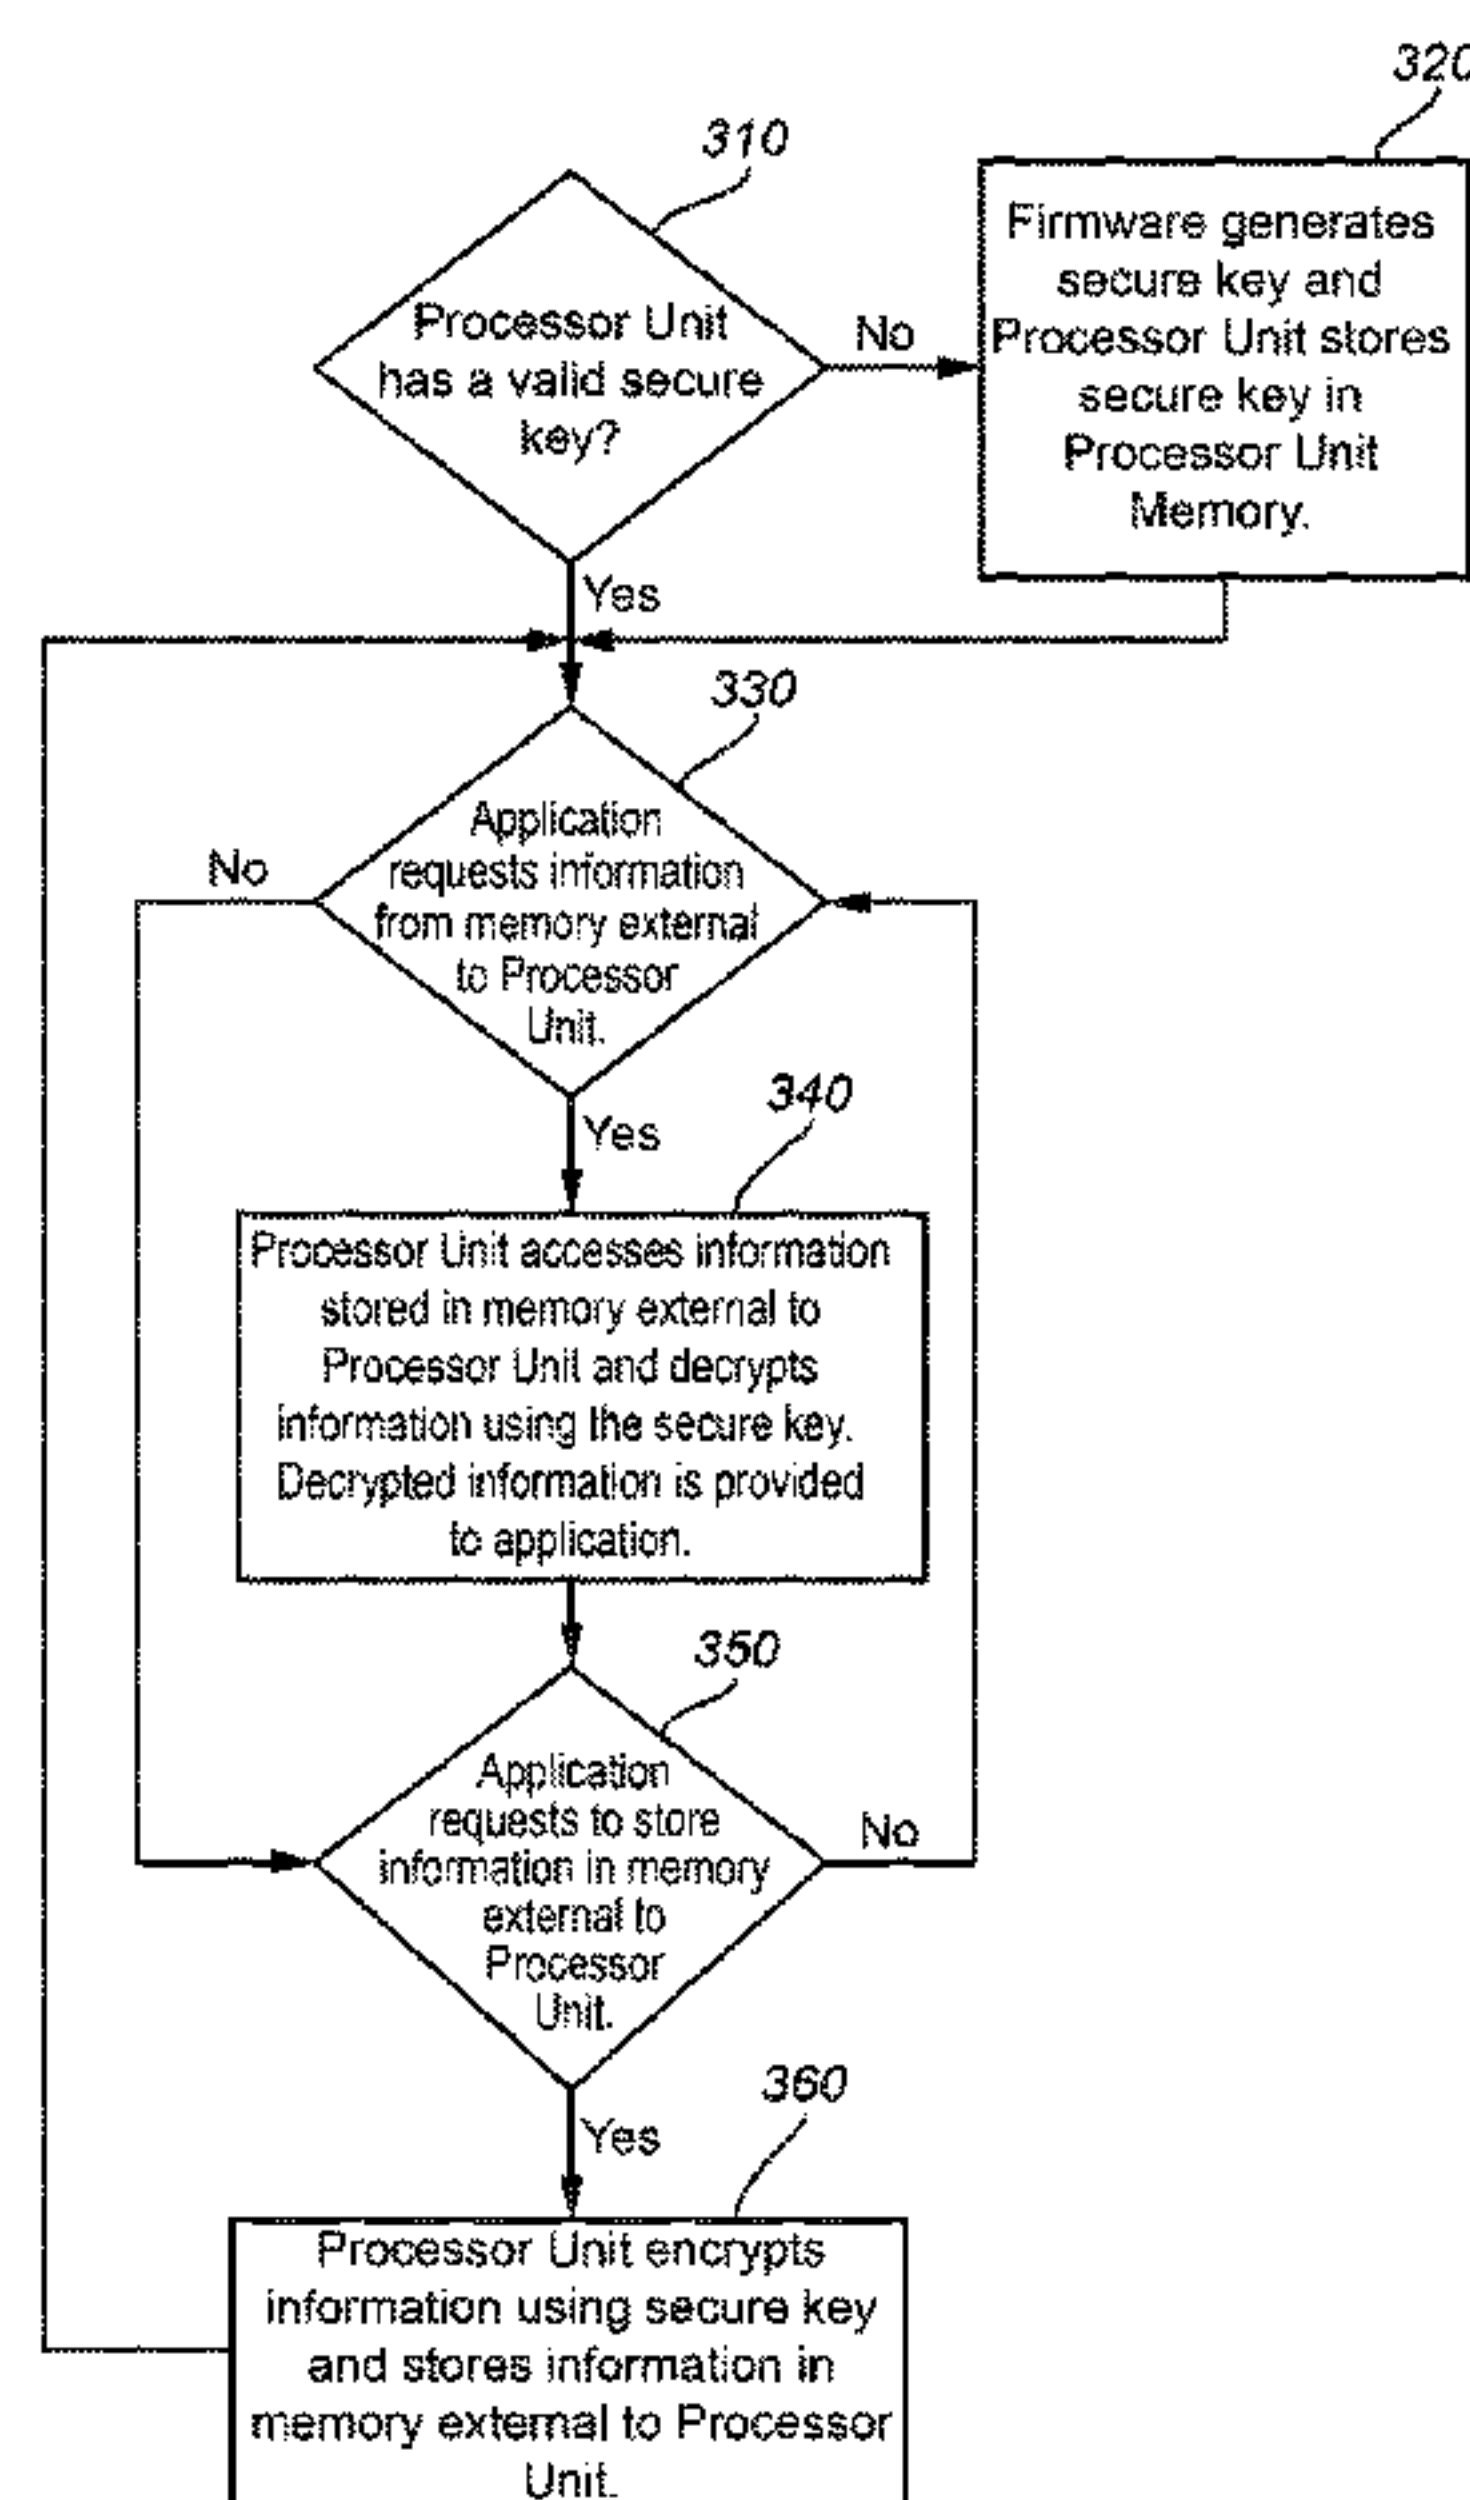 320
310
Processor Unit
has a valid secure
key?
No
Firmware generates
secure key and
Processor Unit stores
secure key in
Processor Unit
Memory.
Yes
330
Application
requests information
from memory external
to Processor
Unit.
No
Yes
340
Processor Unit accesses information
stored in memory external to
Processor Unit and decrypts
information using the secure key.
Decrypted information is provided
to application.
350
Application
requests to store
information in memory
external to
Processor
Unit.
No
Yes
360
Processor Unit encrypts
information using secure key
and stores information in
memory external to Processor
Unit.